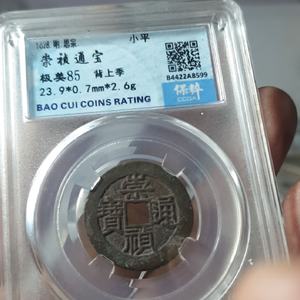 1628 明 思宗 小平
崇祯通宝
极美85 背上季
23.9*0.7mm*2.6g
BAO CUI COINS RATING
B4422A8599
保粹
CCGA
崇禎通寶